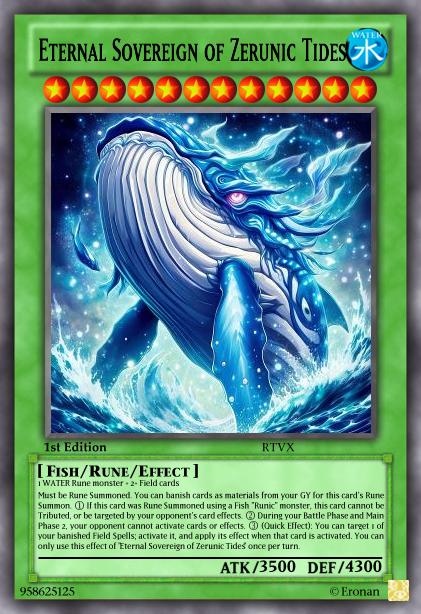 ETERNAL SOVEREIGN OF ZERUNIC TIDES
WATER
水
1st Edition RTVX
[ FISH/RUNE/EFFECT ]
1 WATER Rune monster + 2+ Field cards
Must be Rune Summoned. You can banish cards as materials from your GY for this card's Rune
Summon. ① If this card was Rune Summoned using a Fish "Runic" monster, this card cannot be
Tributed, or be targeted by your opponent's card effects. ② During your Battle Phase and Main
Phase 2, your opponent cannot activate cards or effects. ③ (Quick Effect): You can target 1 of
your banished Field Spells; activate it, and apply its effect when that card is activated. You can
only use this effect of "Eternal Sovereign of Zerunic Tides" once per turn.
ATK/3500 DEF/4300
958625125 © Eronan